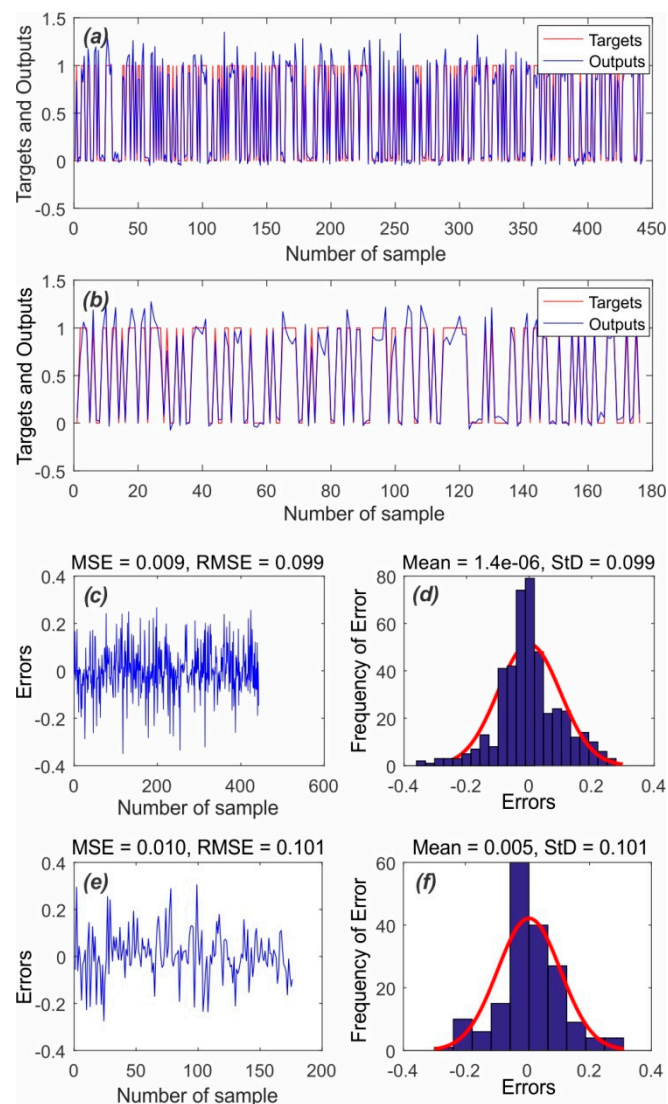 1.5
(a)
Targets
Outputs
1
0.5
0
-0.5
Targets and Outputs
0 50 100 150 200 250 300 350 400 450
Number of sample
1.5
(b)
Targets
Outputs
1
0.5
0
-0.5
Targets and Outputs
0 20 40 60 80 100 120 140 160 180
Number of sample
MSE = 0.009, RMSE = 0.099
0.4
(c)
0.2
0
-0.2
-0.4
Errors
0 200 400 600
Number of sample
Mean = 1.4e-06, StD = 0.099
80
(d)
60
40
20
0
Frequency of Error
-0.4 -0.2 0 0.2 0.4
Errors
MSE = 0.010, RMSE = 0.101
0.4
(e)
0.2
0
-0.2
-0.4
Errors
0 50 100 150 200
Number of sample
Mean = 0.005, StD = 0.101
60
(f)
40
20
0
Frequency of Error
-0.4 -0.2 0 0.2 0.4
Errors